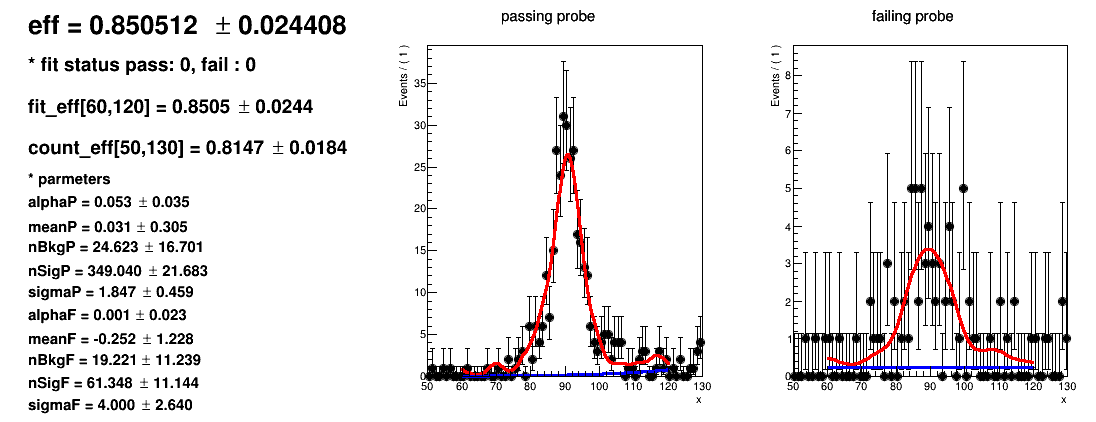 eff = 0.850512 ± 0.024408
* fit status pass: 0, fail : 0
fit_eff[60,120] = 0.8505 ± 0.0244
count_eff[50,130] = 0.8147 ± 0.0184
* parmeters
alphaP = 0.053 ± 0.035
meanP = 0.031 ± 0.305
nBkgP = 24.623 ± 16.701
nSigP = 349.040 ± 21.683
sigmaP = 1.847 ± 0.459
alphaF = 0.001 ± 0.023
meanF = -0.252 ± 1.228
nBkgF = 19.221 ± 11.239
nSigF = 61.348 ± 11.144
sigmaF = 4.000 ± 2.640
passing probe
Events / ( 1 )
35
30
25
20
15
10
5
0
50 60 70 80 90 100 110 120 130
x
failing probe
Events / ( 1 )
8
7
6
5
4
3
2
1
0
50 60 70 80 90 100 110 120 130
x